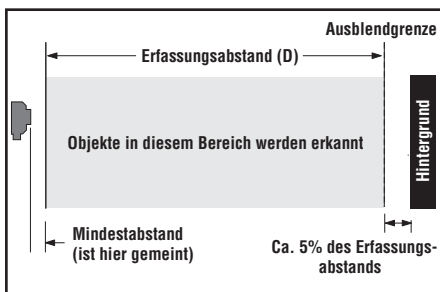 Ausblendgrenze
Erfassungsabstand (D)
Objekte in diesem Bereich werden erkannt
Hintergrund
Mindestabstand
(ist hier gemeint)
Ca. 5% des Erfassungs-
abstands